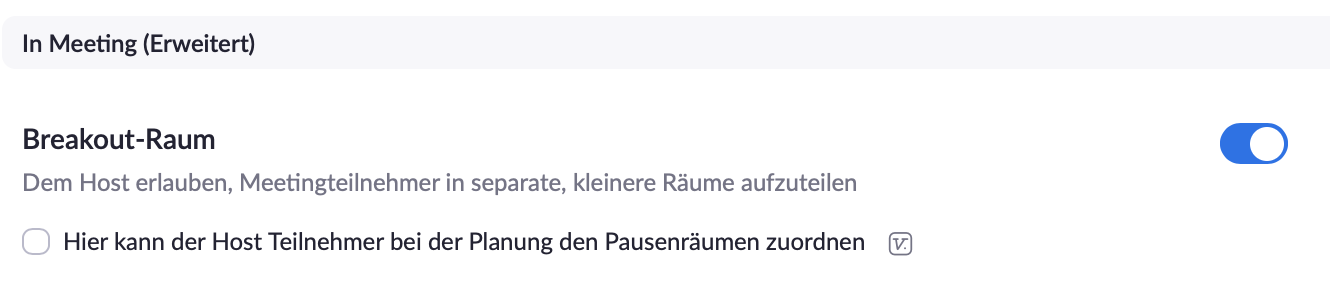 In Meeting (Erweitert)
Breakout-Raum
Dem Host erlauben, Meetingteilnehmer in separate, kleinere Räume aufzuteilen
Hier kann der Host Teilnehmer bei der Planung den Pausenräumen zuordnen